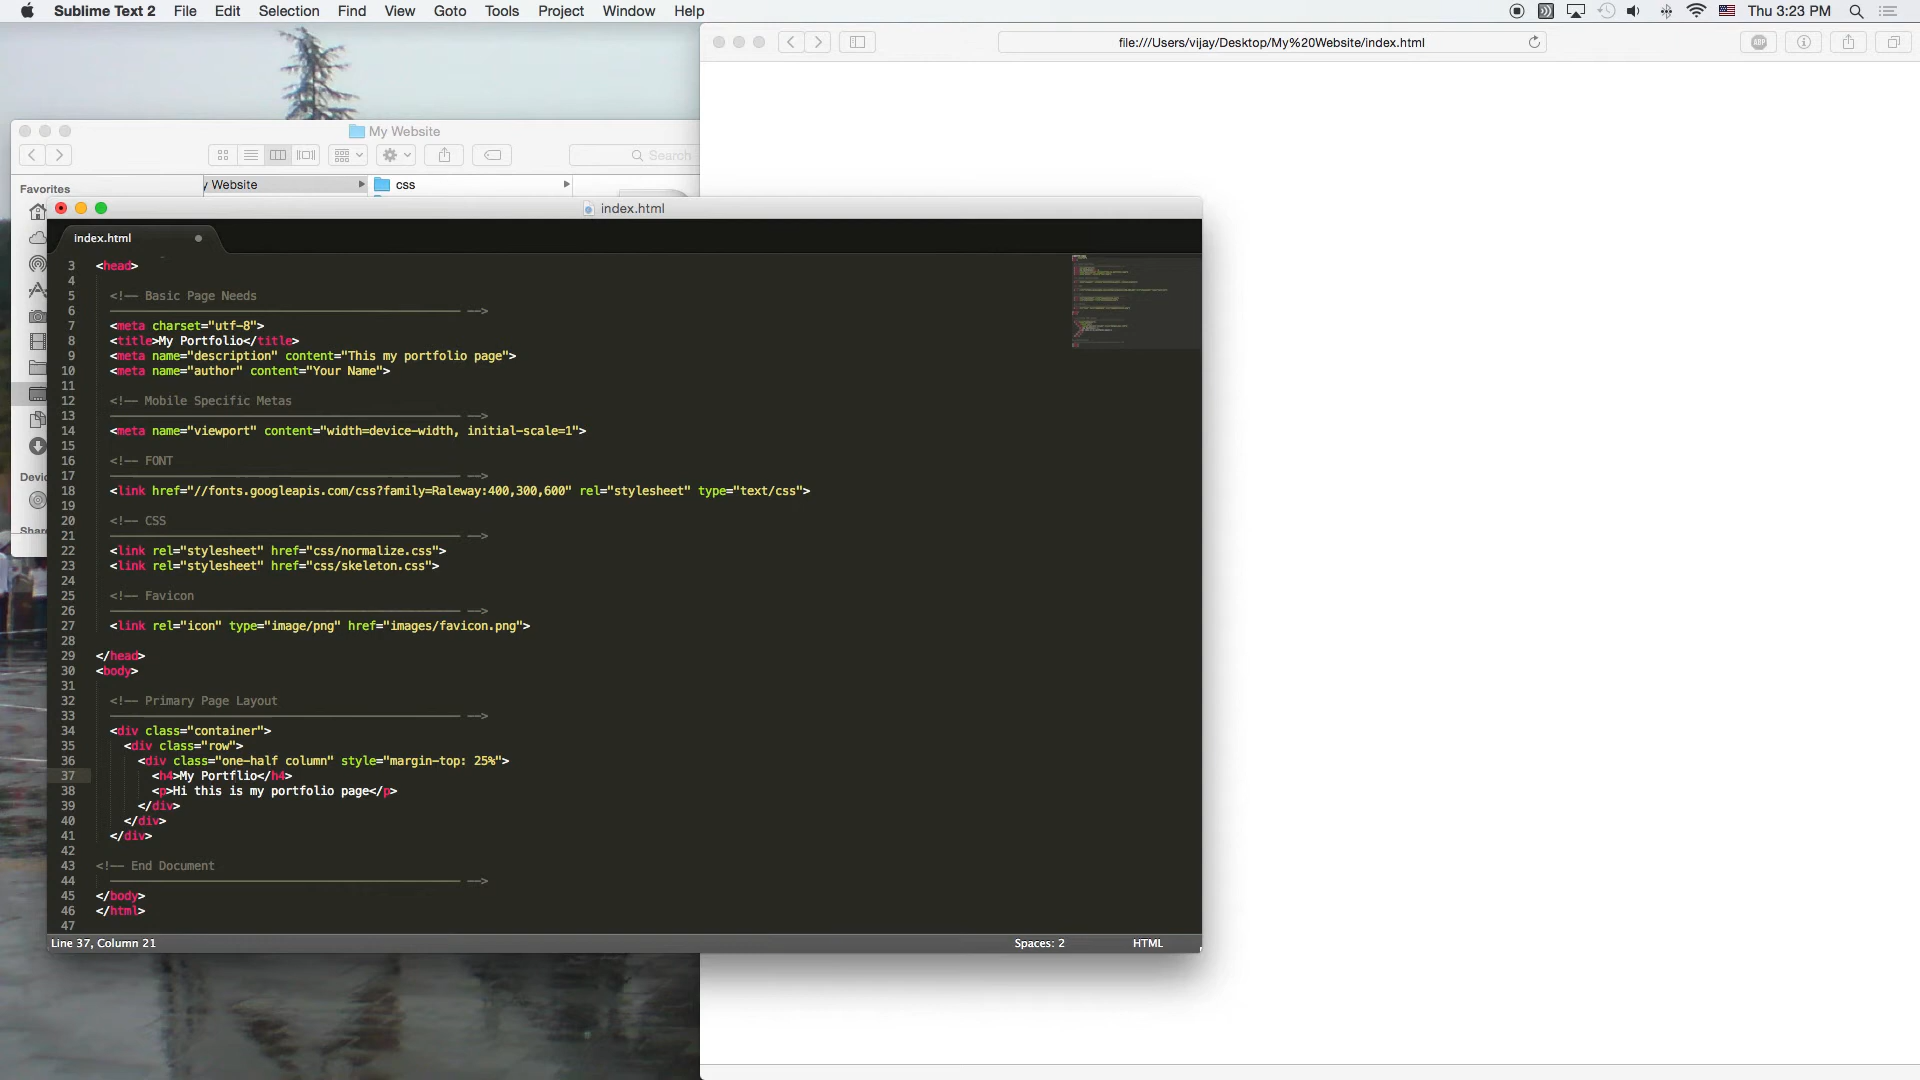 Sublime Text 2 File Edit Selection Find View Goto Tools Project Window Help Thu 3:23 PM
file:///Users/vijay/Desktop/My%20Website/index.html
ABP
My Website
Search
Favorites
y Website
css
index.html
index.html
3 <head>
4
5 <!-- Basic Page Needs
6 –––––––––––––––––––––––––––––––––––––––––––––––––– -->
7 <meta charset="utf-8">
8 <title>My Portfolio</title>
9 <meta name="description" content="This my portfolio page">
10 <meta name="author" content="Your Name">
11
12 <!-- Mobile Specific Metas
13 –––––––––––––––––––––––––––––––––––––––––––––––––– -->
14 <meta name="viewport" content="width=device-width, initial-scale=1">
15
16 <!-- FONT
17 –––––––––––––––––––––––––––––––––––––––––––––––––– -->
18 <link href="//fonts.googleapis.com/css?family=Raleway:400,300,600" rel="stylesheet" type="text/css">
19
20 <!-- CSS
21 –––––––––––––––––––––––––––––––––––––––––––––––––– -->
22 <link rel="stylesheet" href="css/normalize.css">
23 <link rel="stylesheet" href="css/skeleton.css">
24
25 <!-- Favicon
26 –––––––––––––––––––––––––––––––––––––––––––––––––– -->
27 <link rel="icon" type="image/png" href="images/favicon.png">
28
29 </head>
30 <body>
31
32 <!-- Primary Page Layout
33 –––––––––––––––––––––––––––––––––––––––––––––––––– -->
34 <div class="container">
35 <div class="row">
36 <div class="one-half column" style="margin-top: 25%">
37 <h4>My Portflio</h4>
38 <p>Hi this is my portfolio page</p>
39 </div>
40 </div>
41 </div>
42
43 <!-- End Document
44 –––––––––––––––––––––––––––––––––––––––––––––––––– -->
45 </body>
46 </html>
47
Devic
Line 37, Column 21 Spaces: 2 HTML